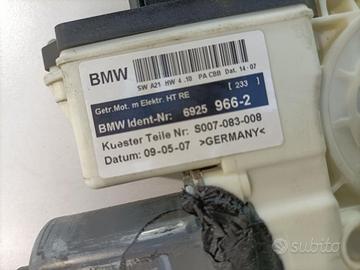 BMW
SW A21 HW 4.10 PA CBB Dat. 14-07
Getr.Mot. m Elektr. HT RE [ 233 ]
BMW Ident-Nr: 6925 966-2
Kuester Teile Nr: S007-083-008
Datum: 09-05-07 >GERMANY<
subito